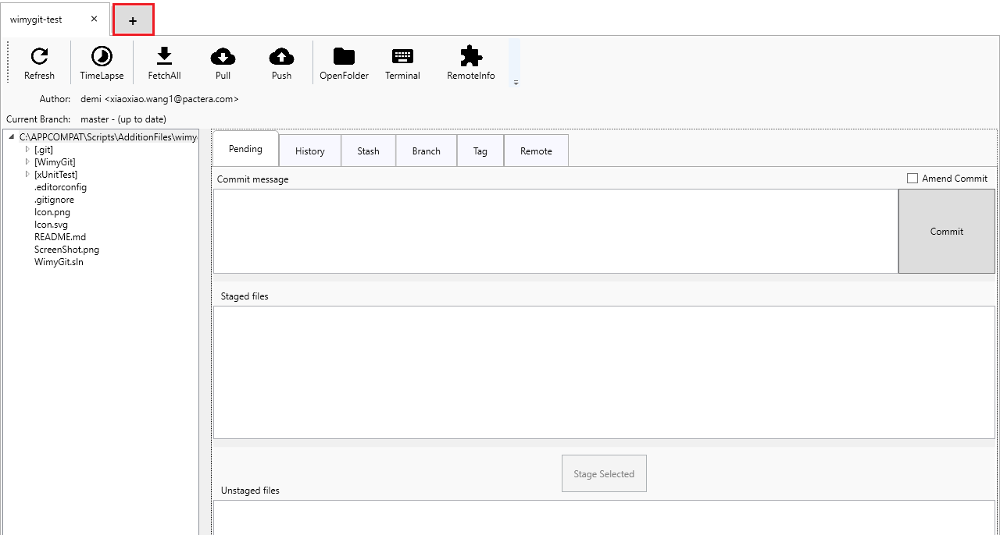 wimygit-test
+
Refresh TimeLapse FetchAll Pull Push OpenFolder Terminal RemoteInfo
Author: demi <xiaoxiao.wang1@pactera.com>
Current Branch: master - (up to date)
C:\APPCOMPAT\Scripts\AdditionFiles\wimy
[.git]
[WimyGit]
[xUnitTest]
.editorconfig
.gitignore
Icon.png
Icon.svg
README.md
ScreenShot.png
WimyGit.sln
Pending History Stash Branch Tag Remote
Commit message
Amend Commit
Commit
Staged files
Stage Selected
Unstaged files